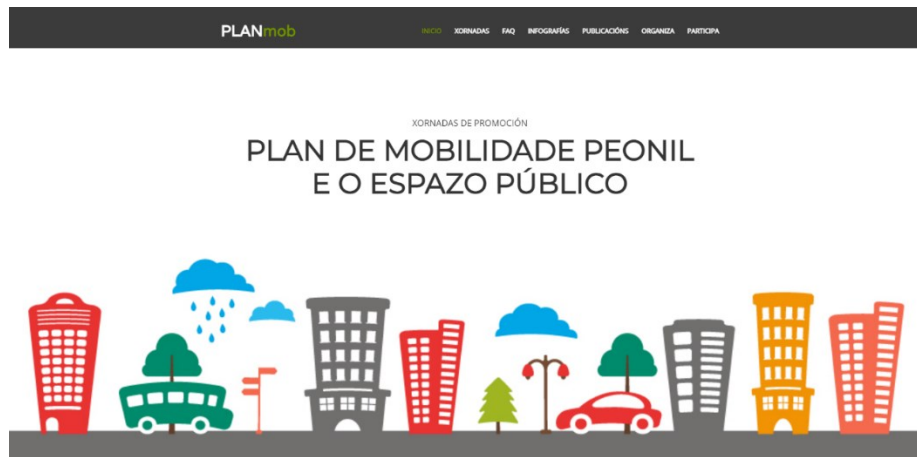 PLANmob
INICIO XORNADAS FAQ INFOGRAFÍAS PUBLICACIÓNS ORGANIZA PARTICIPA
XORNADAS DE PROMOCIÓN
PLAN DE MOBILIDADE PEONIL
E O ESPAZO PÚBLICO